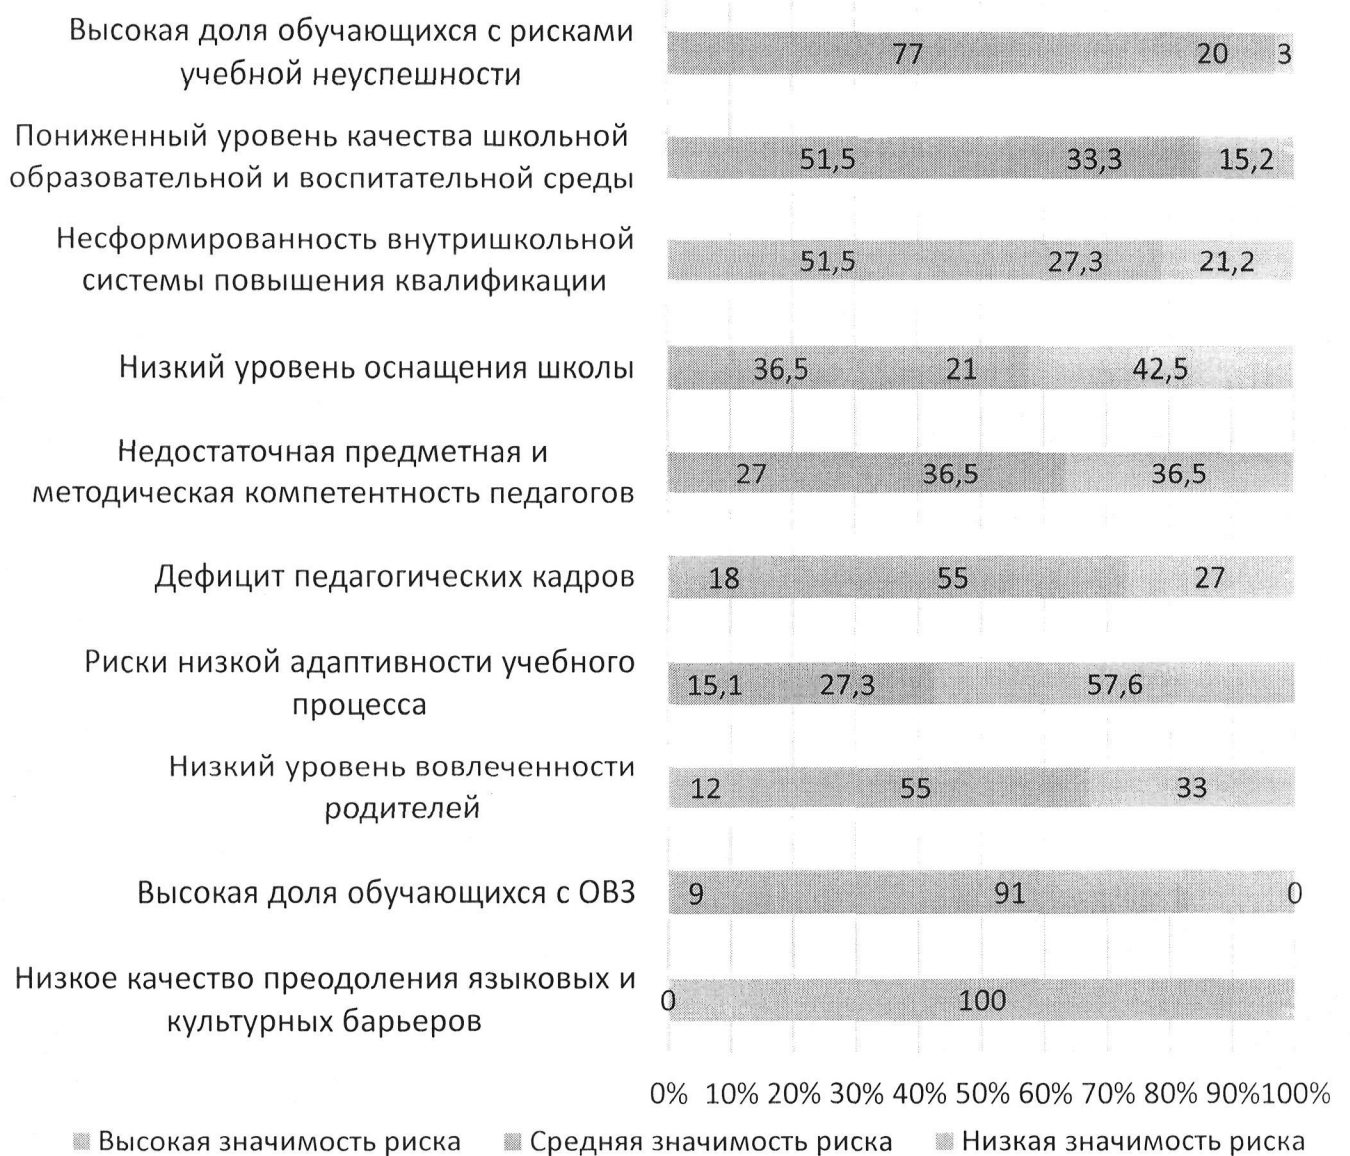 Высокая доля обучающихся с рисками
учебной неуспешности
77 20 3
Пониженный уровень качества школьной
образовательной и воспитательной среды
51,5 33,3 15,2
Несформированность внутришкольной
системы повышения квалификации
51,5 27,3 21,2
Низкий уровень оснащения школы
36,5 21 42,5
Недостаточная предметная и
методическая компетентность педагогов
27 36,5 36,5
Дефицит педагогических кадров
18 55 27
Риски низкой адаптивности учебного
процесса
15,1 27,3 57,6
Низкий уровень вовлеченности
родителей
12 55 33
Высокая доля обучающихся с ОВЗ
9 91 0
Низкое качество преодоления языковых и
культурных барьеров
0 100
0% 10% 20% 30% 40% 50% 60% 70% 80% 90% 100%
Высокая значимость риска Средняя значимость риска Низкая значимость риска